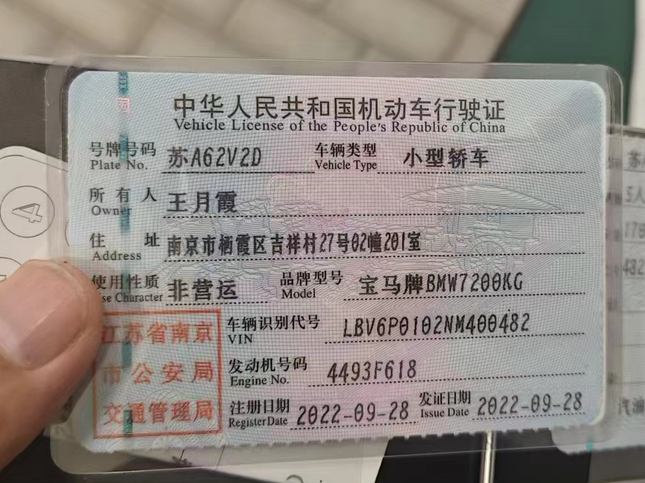 中华人民共和国机动车行驶证
Vehicle License of the People's Republic of China
号牌号码 苏A62V2D 车辆类型 小型轿车
Plate No. Vehicle Type
所有人 王月霞
Owner
住址 南京市栖霞区吉祥村27号02幢201室
Address
使用性质 非营运 品牌型号 宝马牌BMW7200KG
Use Character Model
江苏省南京
市公安局
交通管理局
车辆识别代号 LBV6P0102NM400482
VIN
发动机号码 4493F618
Engine No.
注册日期 2022-09-28 发证日期 2022-09-28
Register Date Issue Date
汽油